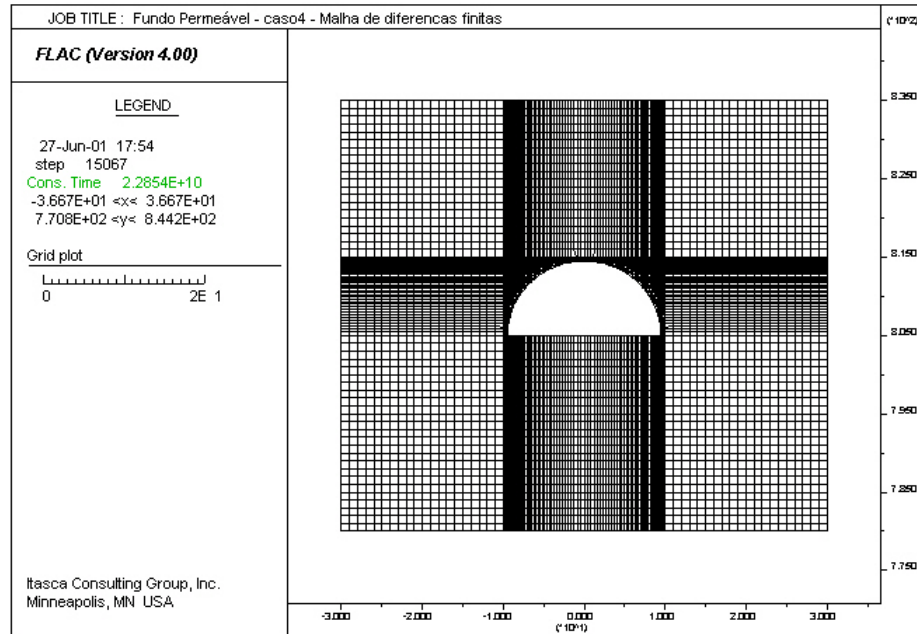 JOB TITLE : Fundo Permeável - caso4 - Malha de diferencas finitas
(*10^2)
FLAC (Version 4.00)
LEGEND
27-Jun-01 17:54
step 15067
Cons. Time 2.2854E+10
-3.667E+01 <x< 3.667E+01
7.708E+02 <y< 8.442E+02
Grid plot
0 2E 1
Itasca Consulting Group, Inc.
Minneapolis, MN USA
8.350
8.250
8.150
8.050
7.950
7.850
7.750
-3.000 -2.000 -1.000 0.000 1.000 2.000 3.000
(*10^1)